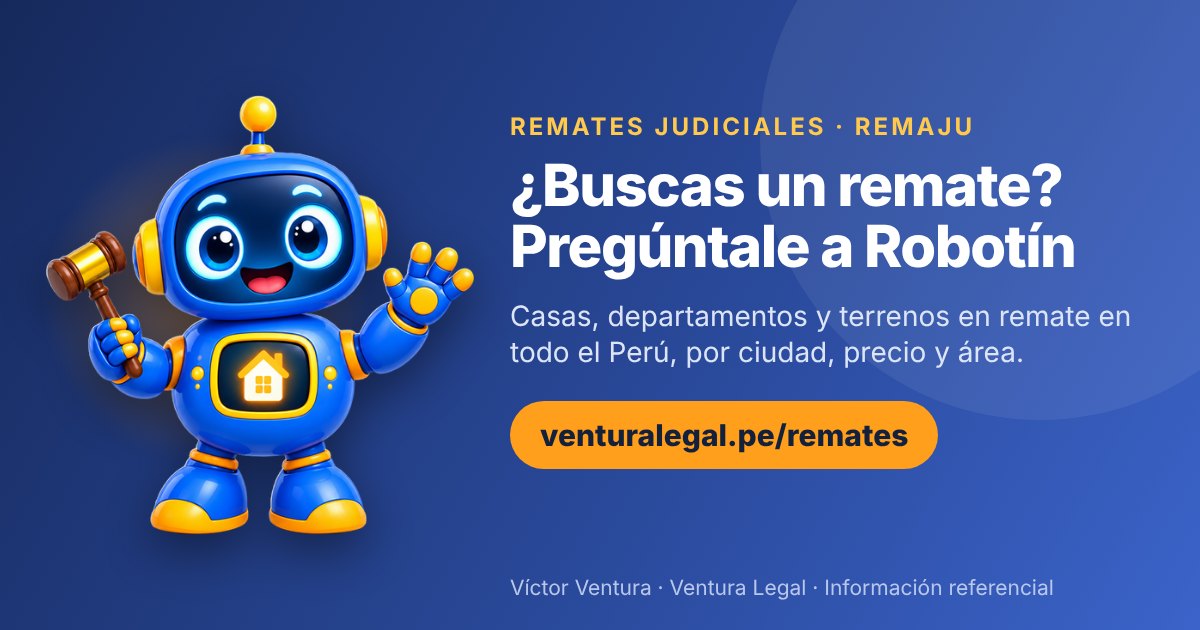 REMATES JUDICIALES · REMAJU
¿Buscas un remate?
Pregúntale a Robotín
Casas, departamentos y terrenos en remate en
todo el Perú, por ciudad, precio y área.
venturalegal.pe/remates
Víctor Ventura · Ventura Legal · Información referencial